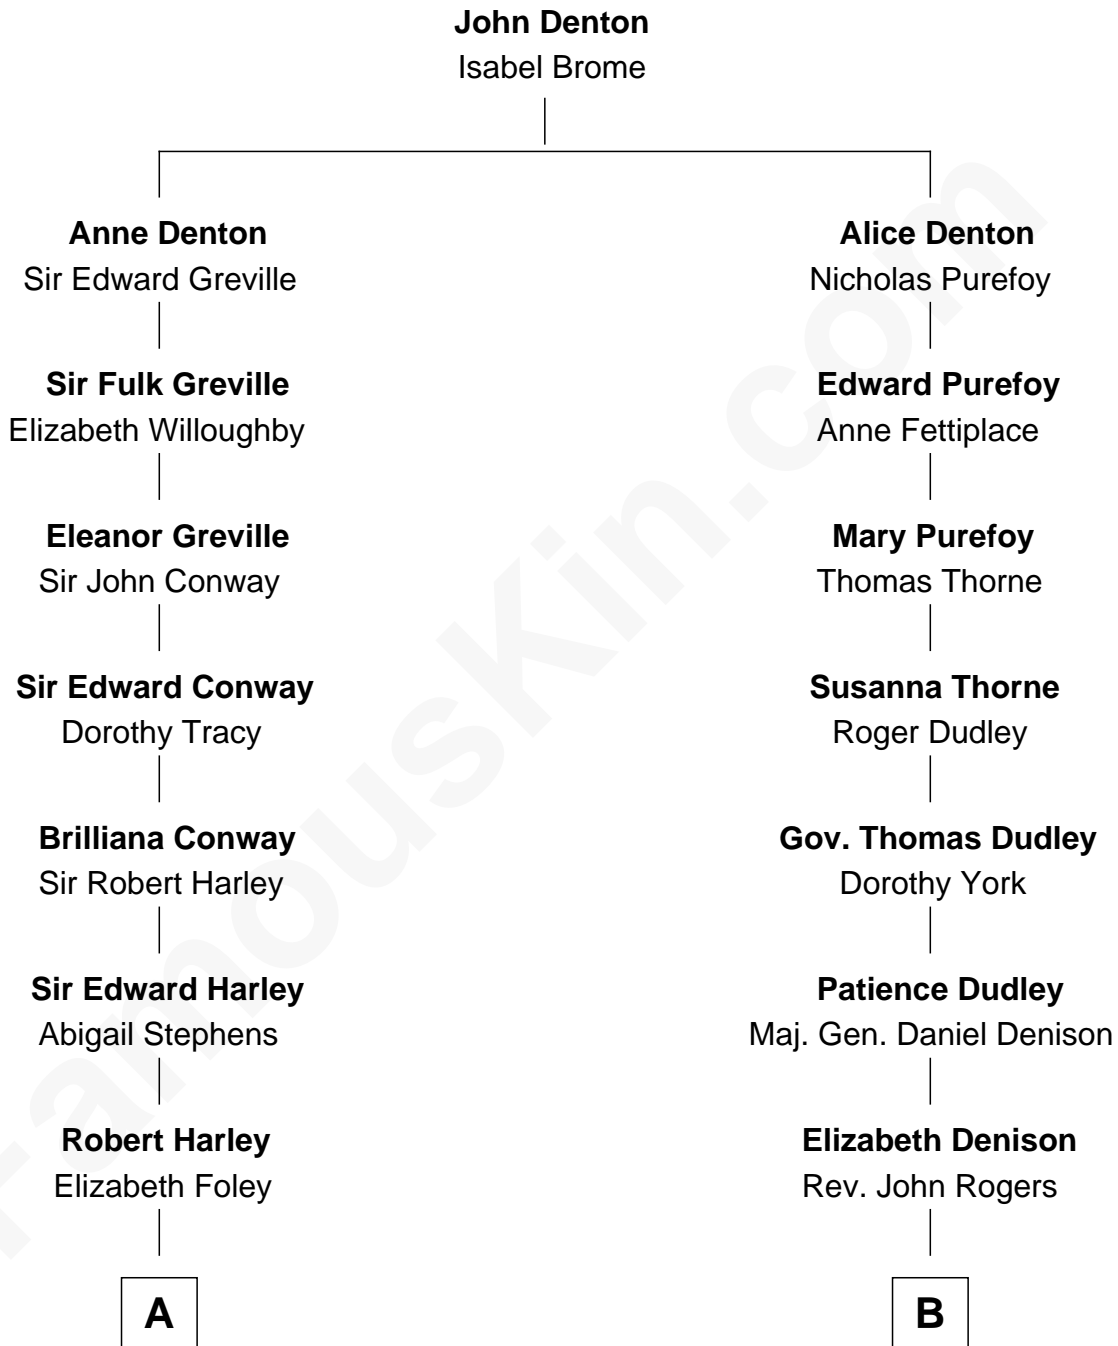 John Denton
Isabel Brome
Anne Denton
Sir Edward Greville
Alice Denton
Nicholas Purefoy
Sir Fulk Greville
Elizabeth Willoughby
Edward Purefoy
Anne Fettiplace
Eleanor Greville
Sir John Conway
Mary Purefoy
Thomas Thorne
Sir Edward Conway
Dorothy Tracy
Susanna Thorne
Roger Dudley
Brilliana Conway
Sir Robert Harley
Gov. Thomas Dudley
Dorothy York
Sir Edward Harley
Abigail Stephens
Patience Dudley
Maj. Gen. Daniel Denison
Robert Harley
Elizabeth Foley
Elizabeth Denison
Rev. John Rogers
A
B
FamousKin.com